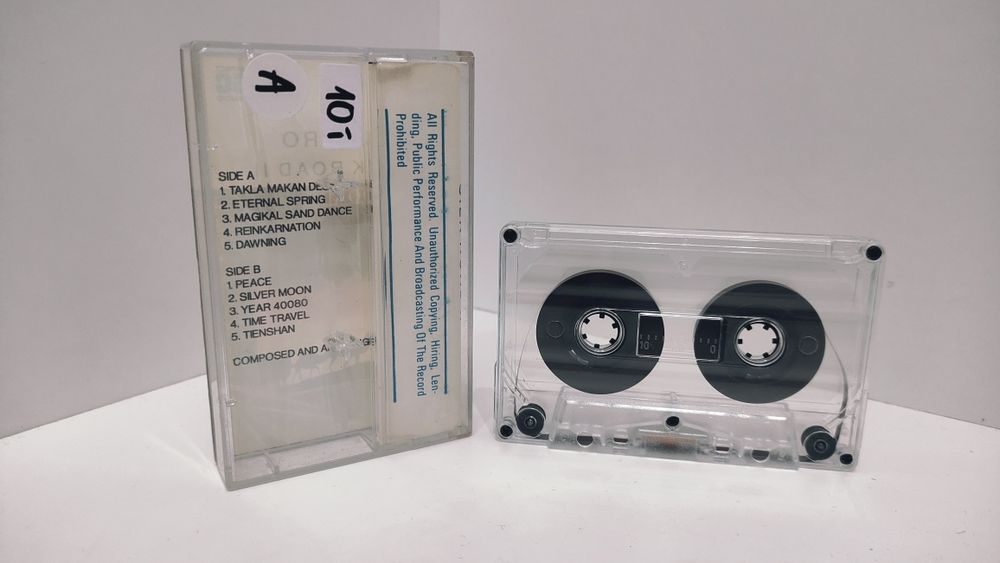 A
10:-
SIDE A
1. TAKLA MAKAN
2. ETERNAL SPRING
3. MAGIKAL SAND DANCE
4. REINKARNATION
5. DAWNING
SIDE B
1. PEACE
2. SILVER MOON
3. YEAR 40080
4. TIME TRAVEL
5. TIENSHAN
COMPOSED AND
All Rights Reserved. Unauthorized Copying, Hiring, Len-
ding, Public Performance And Broadcasting Of The Record
Prohibited
10 0